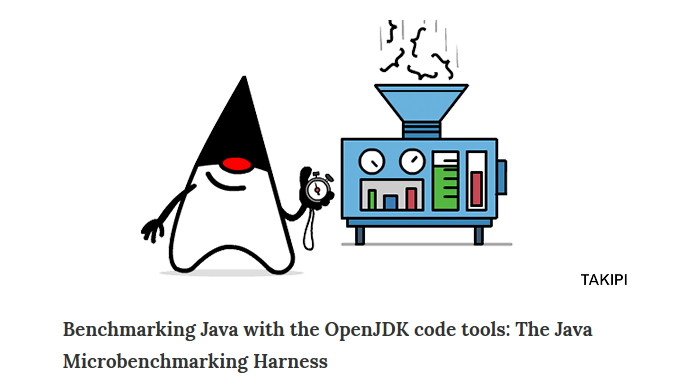 TAKIPI
Benchmarking Java with the OpenJDK code tools: The Java
Microbenchmarking Harness